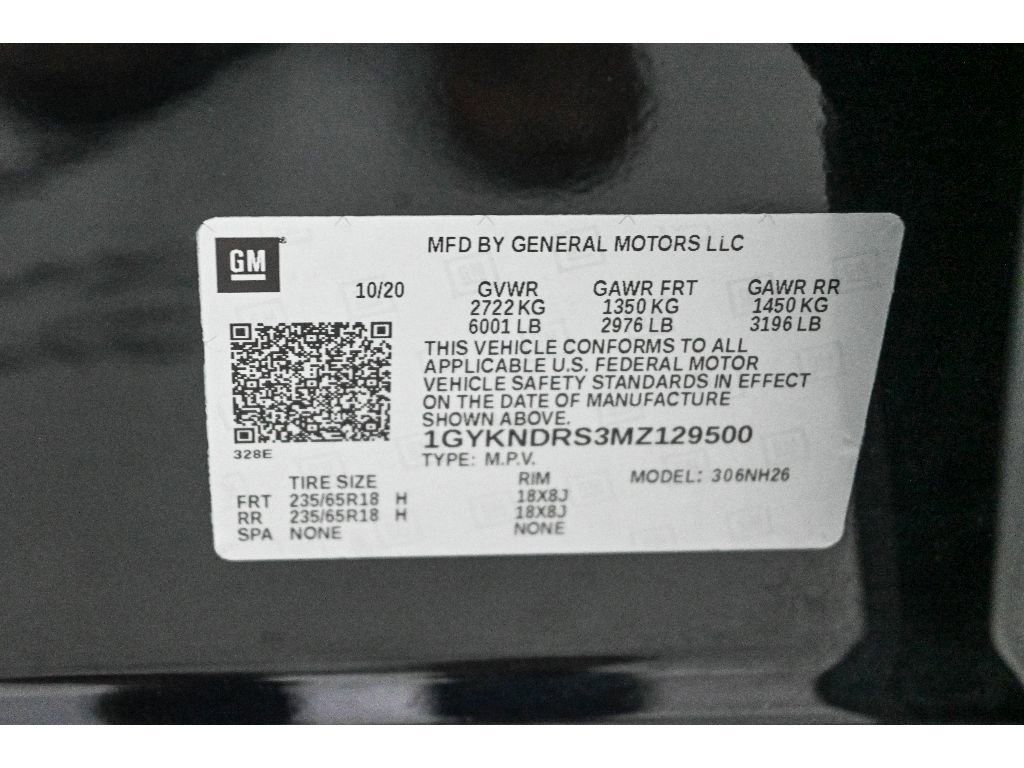 GM
MFD BY GENERAL MOTORS LLC
10/20 GVWR GAWR FRT GAWR RR
2722 KG 1350 KG 1450 KG
6001 LB 2976 LB 3196 LB
THIS VEHICLE CONFORMS TO ALL
APPLICABLE U.S. FEDERAL MOTOR
VEHICLE SAFETY STANDARDS IN EFFECT
ON THE DATE OF MANUFACTURE
SHOWN ABOVE.
1GYKNDRS3MZ129500
328E
TYPE: M.P.V.
TIRE SIZE RIM MODEL: 306NH26
FRT 235/65R18 H 18X8J
RR 235/65R18 H 18X8J
SPA NONE NONE